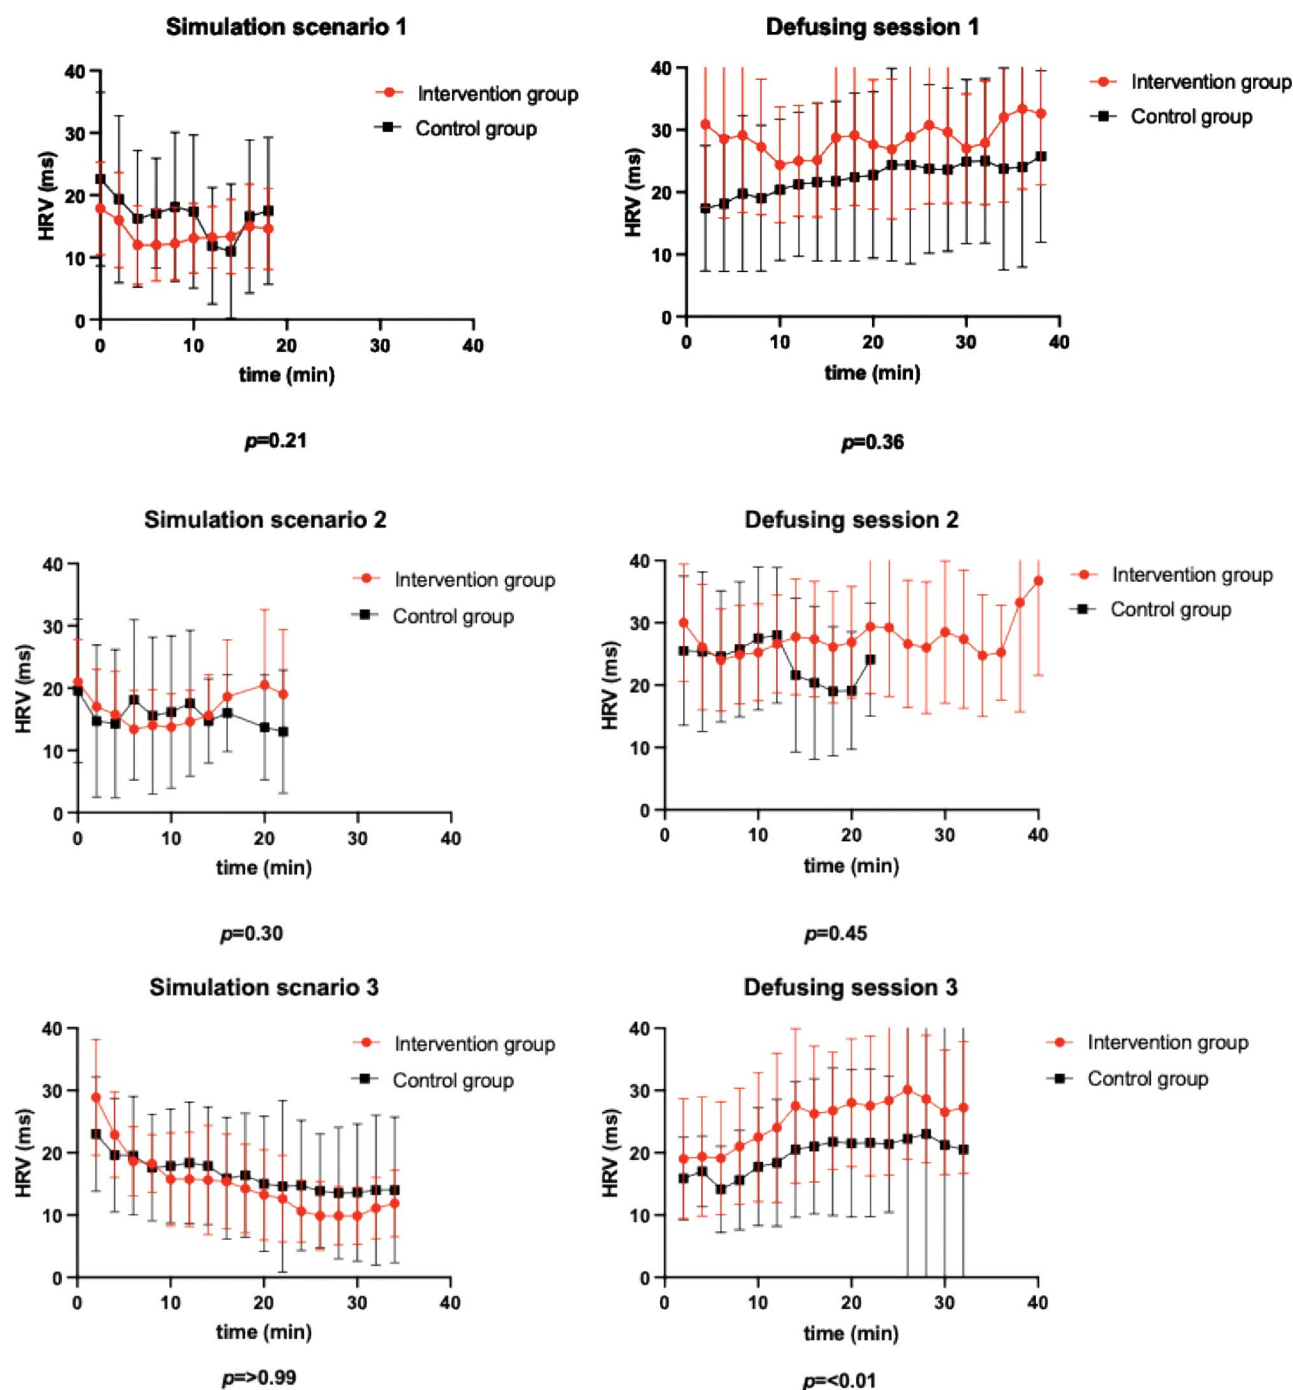 Simulation scenario 1
40
30
20
10
0
HRV (ms)
0 10 20 30 40
time (min)
Intervention group
Control group
p=0.21
Defusing session 1
40
30
20
10
0
HRV (ms)
0 10 20 30 40
time (min)
Intervention group
Control group
p=0.36
Simulation scenario 2
40
30
20
10
0
HRV (ms)
0 10 20 30 40
time (min)
Intervention group
Control group
p=0.30
Defusing session 2
40
30
20
10
0
HRV (ms)
0 10 20 30 40
time (min)
Intervention group
Control group
p=0.45
Simulation scnario 3
40
30
20
10
0
HRV (ms)
0 10 20 30 40
time (min)
Intervention group
Control group
p=>0.99
Defusing session 3
40
30
20
10
0
HRV (ms)
0 10 20 30 40
time (min)
Intervention group
Control group
p=<0.01